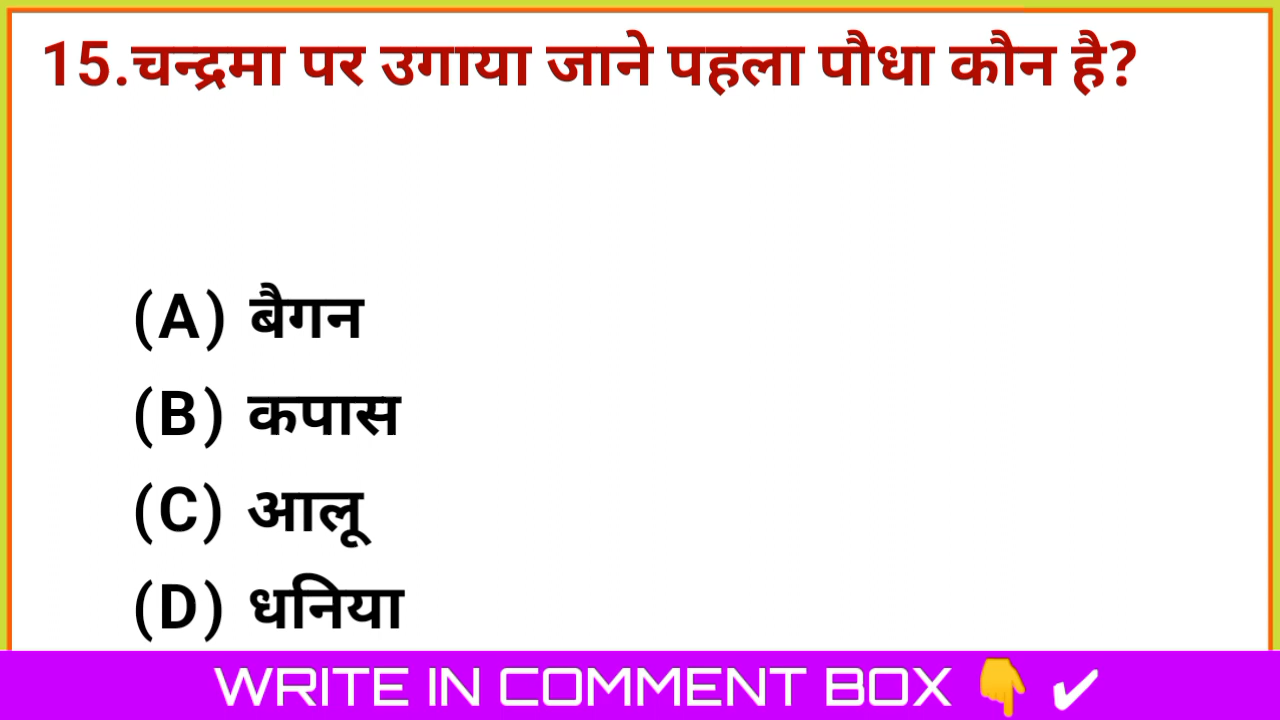 15.चन्द्रमा पर उगाया जाने पहला पौधा कौन है?
(A) बैगन
(B) कपास
(C) आलू
(D) धनिया
WRITE IN COMMENT BOX 👇 ✔